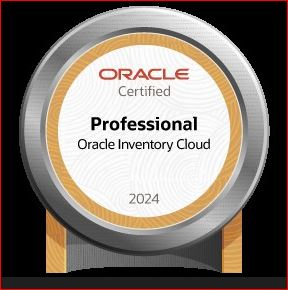 ORACLE
Certified
Professional
Oracle Inventory Cloud
2024